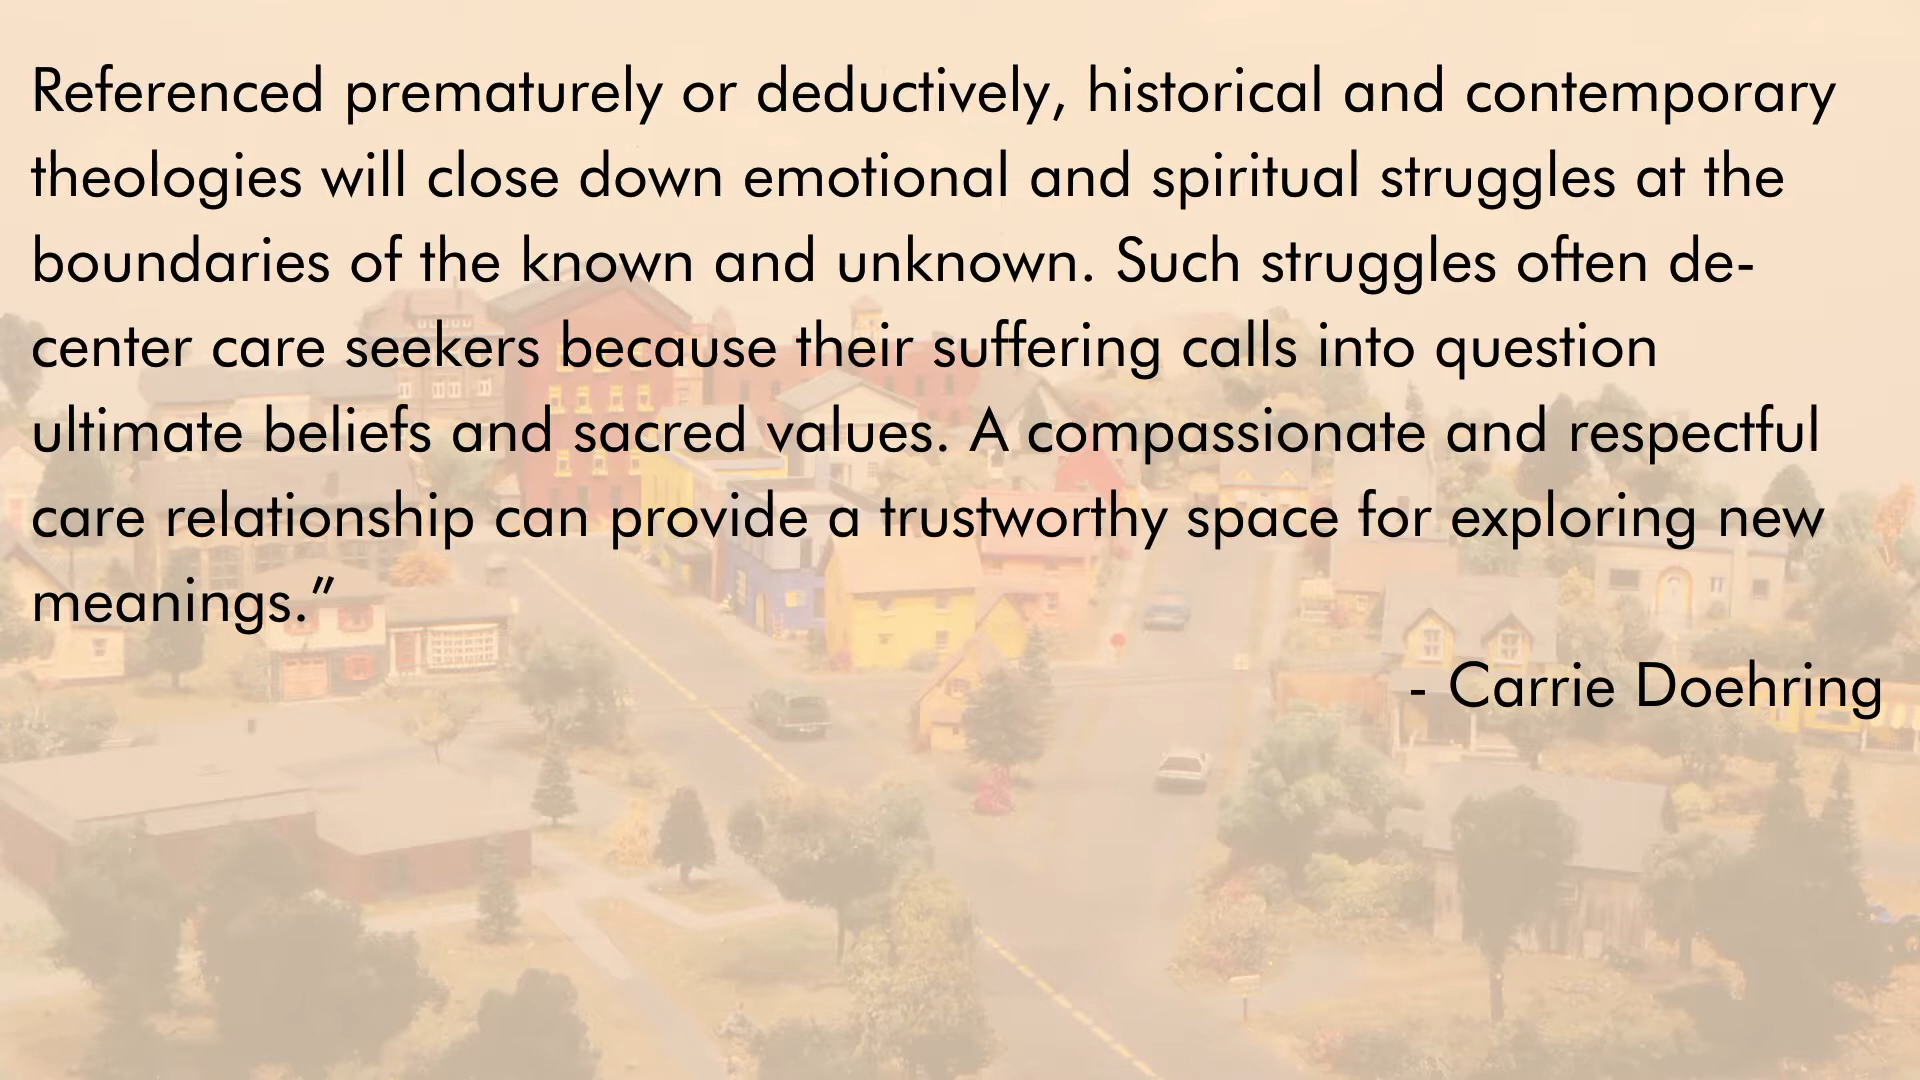 Referenced prematurely or deductively, historical and contemporary
theologies will close down emotional and spiritual struggles at the
boundaries of the known and unknown. Such struggles often de-
center care seekers because their suffering calls into question
ultimate beliefs and sacred values. A compassionate and respectful
care relationship can provide a trustworthy space for exploring new
meanings.”
- Carrie Doehring